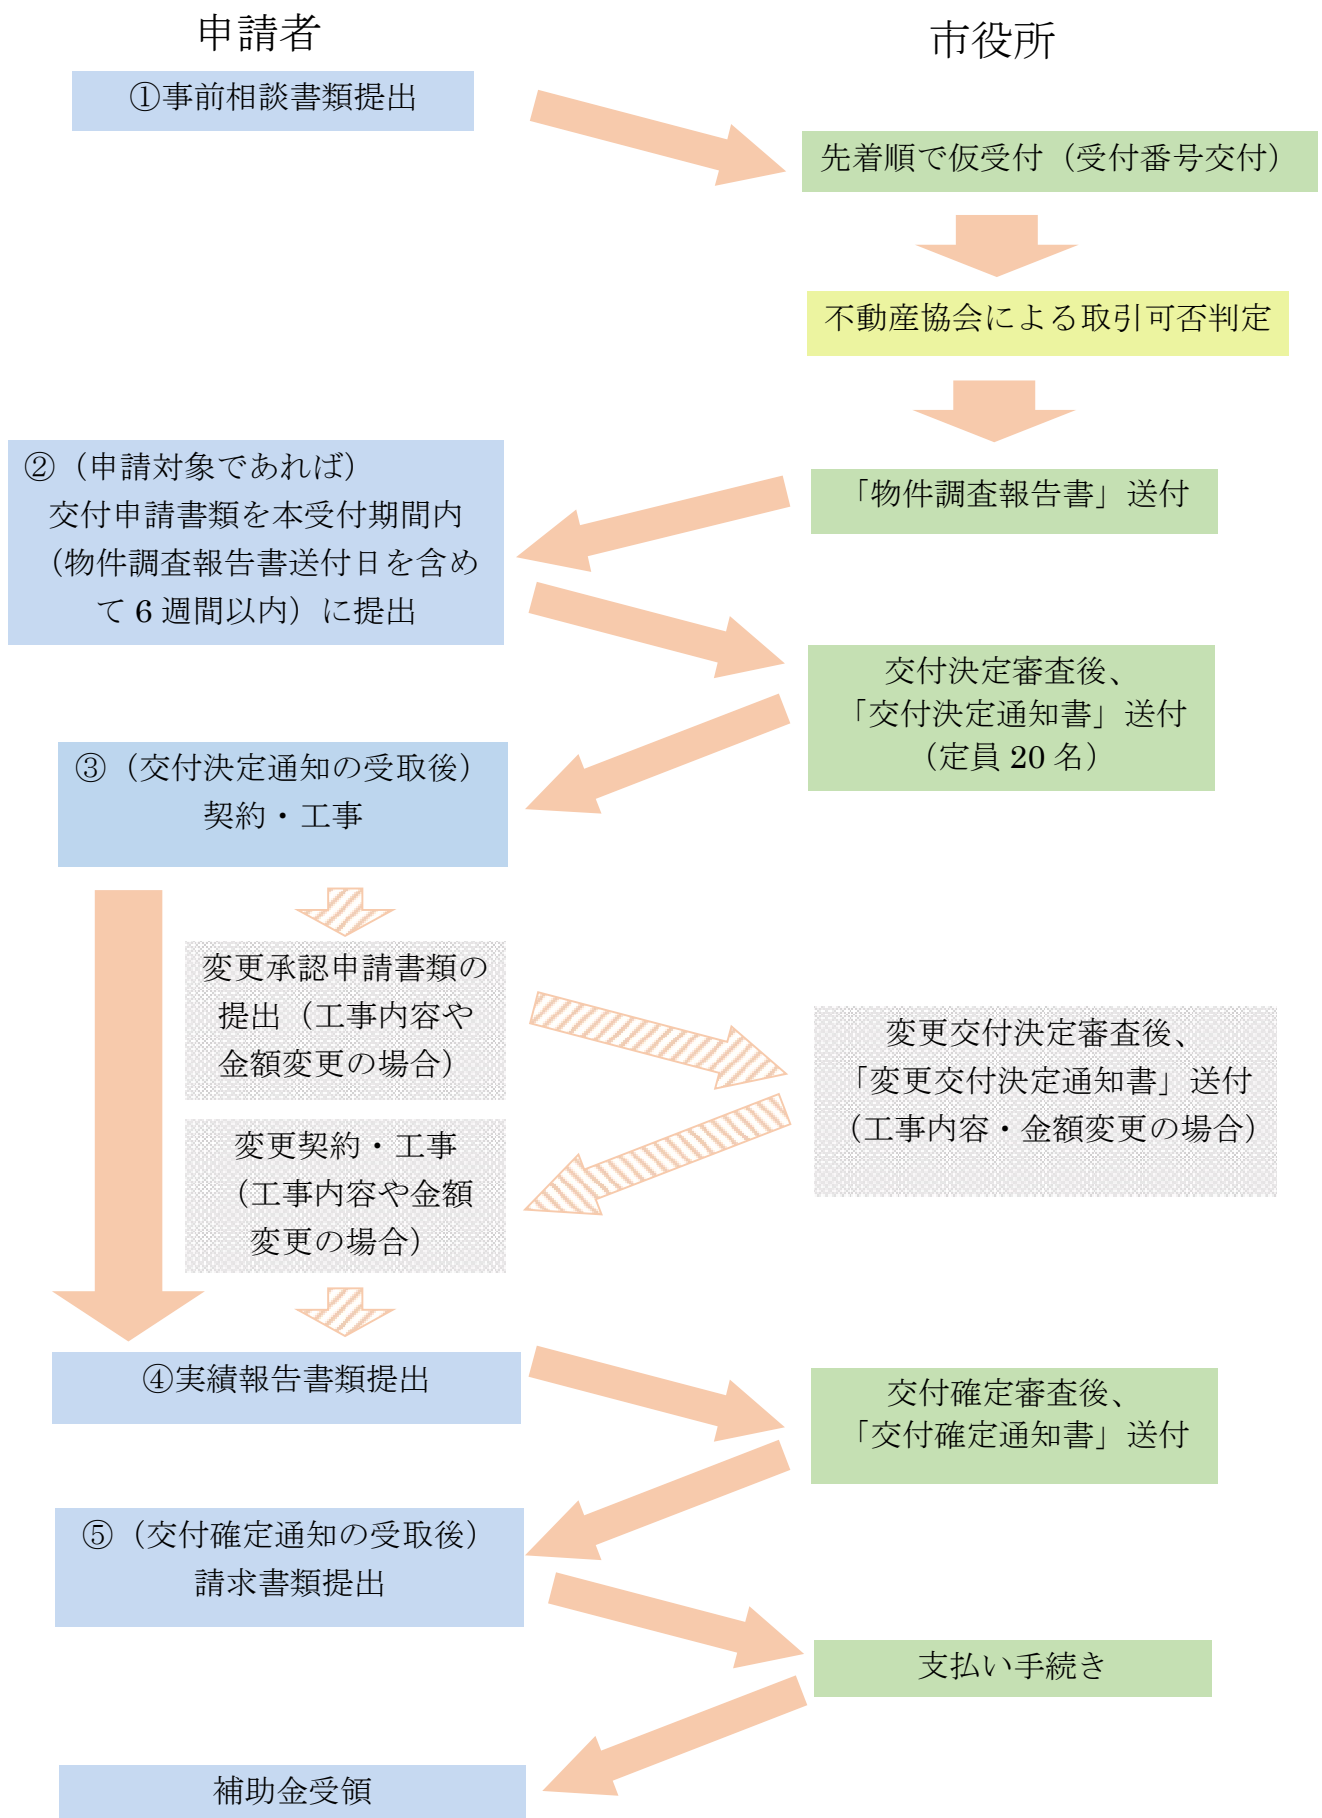 申請者
市役所
①事前相談書類提出
先着順で仮受付（受付番号交付）
不動産協会による取引可否判定
「物件調査報告書」送付
②（申請対象であれば）
交付申請書類を本受付期間内
（物件調査報告書送付日を含め
て 6 週間以内）に提出
交付決定審査後、
「交付決定通知書」送付
（定員 20 名）
③（交付決定通知の受取後）
契約・工事
変更承認申請書類の
提出（工事内容や
金額変更の場合）
変更交付決定審査後、
「変更交付決定通知書」送付
（工事内容・金額変更の場合）
変更契約・工事
（工事内容や金額
変更の場合）
④実績報告書類提出
交付確定審査後、
「交付確定通知書」送付
⑤（交付確定通知の受取後）
請求書類提出
支払い手続き
補助金受領